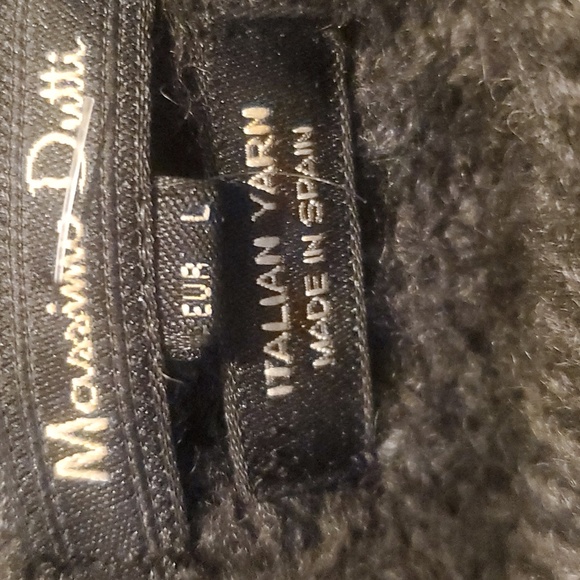 Massimo Dutti
EUR L
ITALIAN YARN
MADE IN SPAIN